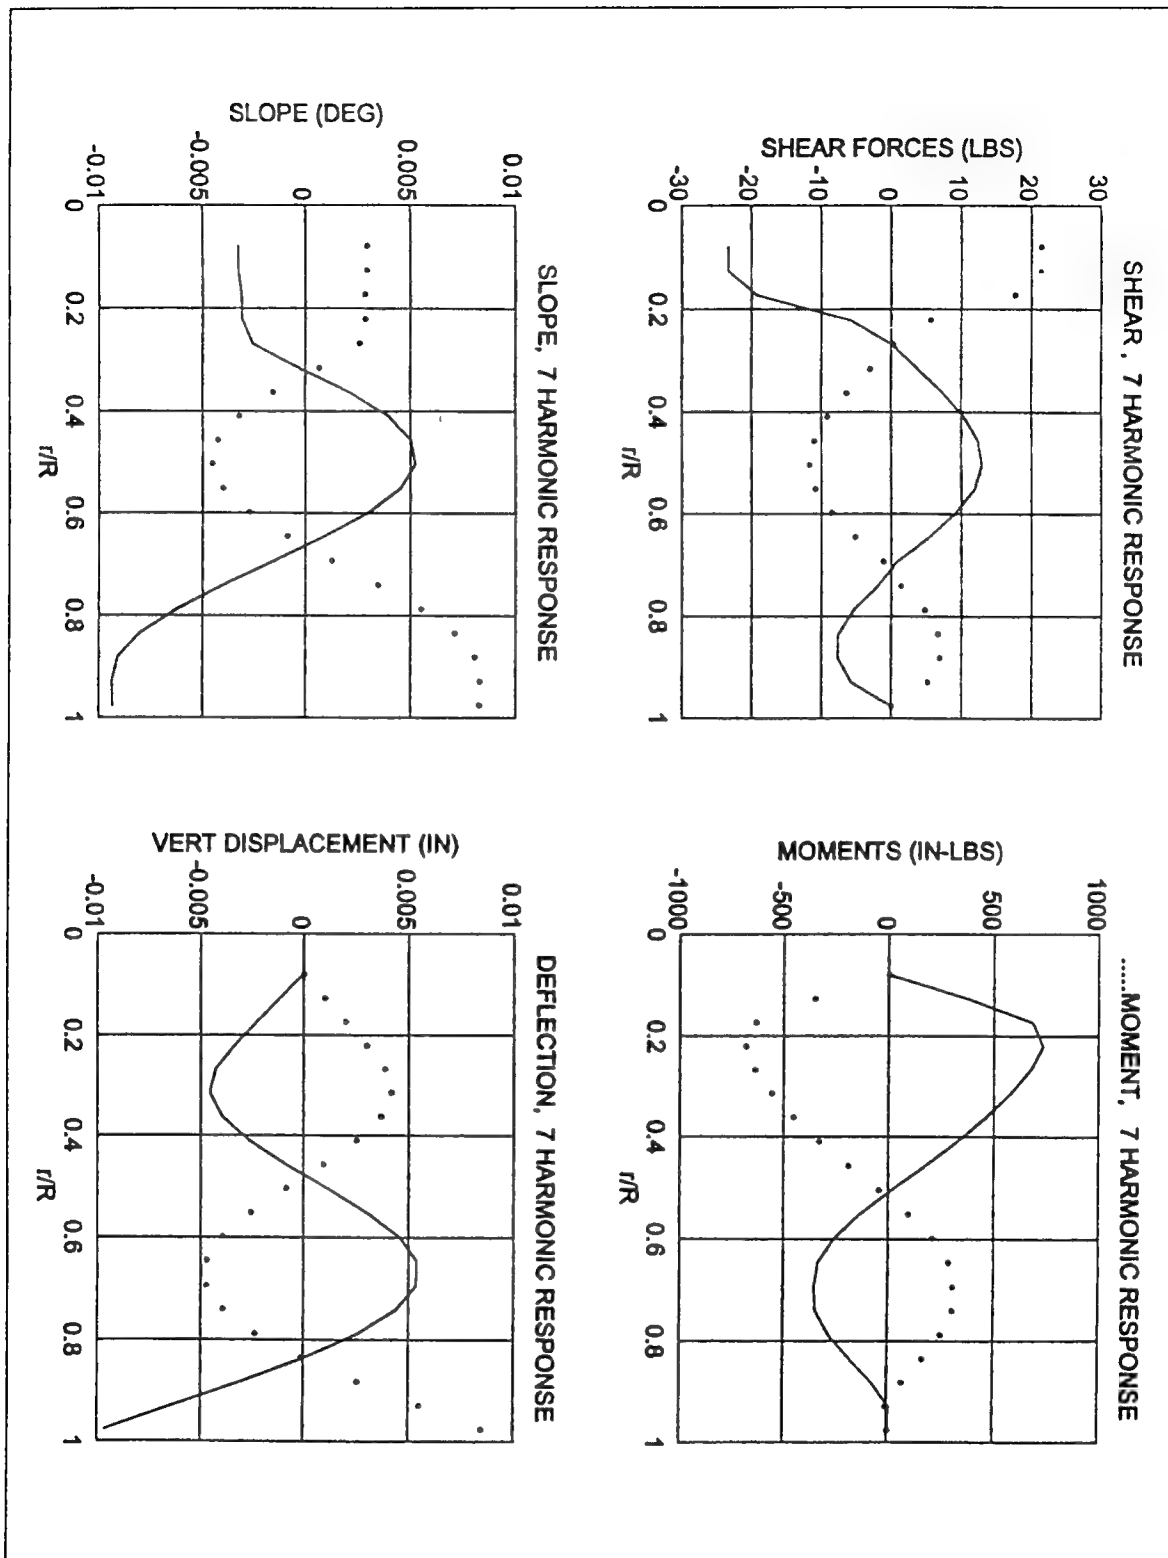 SHEAR , 7 HARMONIC RESPONSE
SHEAR FORCES (LBS)
30
20
10
0
-10
-20
-30
0 0.2 0.4 0.6 0.8 1
r/R
.....MOMENT, 7 HARMONIC RESPONSE
MOMENTS (IN-LBS)
1000
500
0
-500
-1000
0 0.2 0.4 0.6 0.8 1
r/R
SLOPE, 7 HARMONIC RESPONSE
SLOPE (DEG)
0.01
0.005
0
-0.005
-0.01
0 0.2 0.4 0.6 0.8 1
r/R
DEFLECTION, 7 HARMONIC RESPONSE
VERT DISPLACEMENT (IN)
0.01
0.005
0
-0.005
-0.01
0 0.2 0.4 0.6 0.8 1
r/R